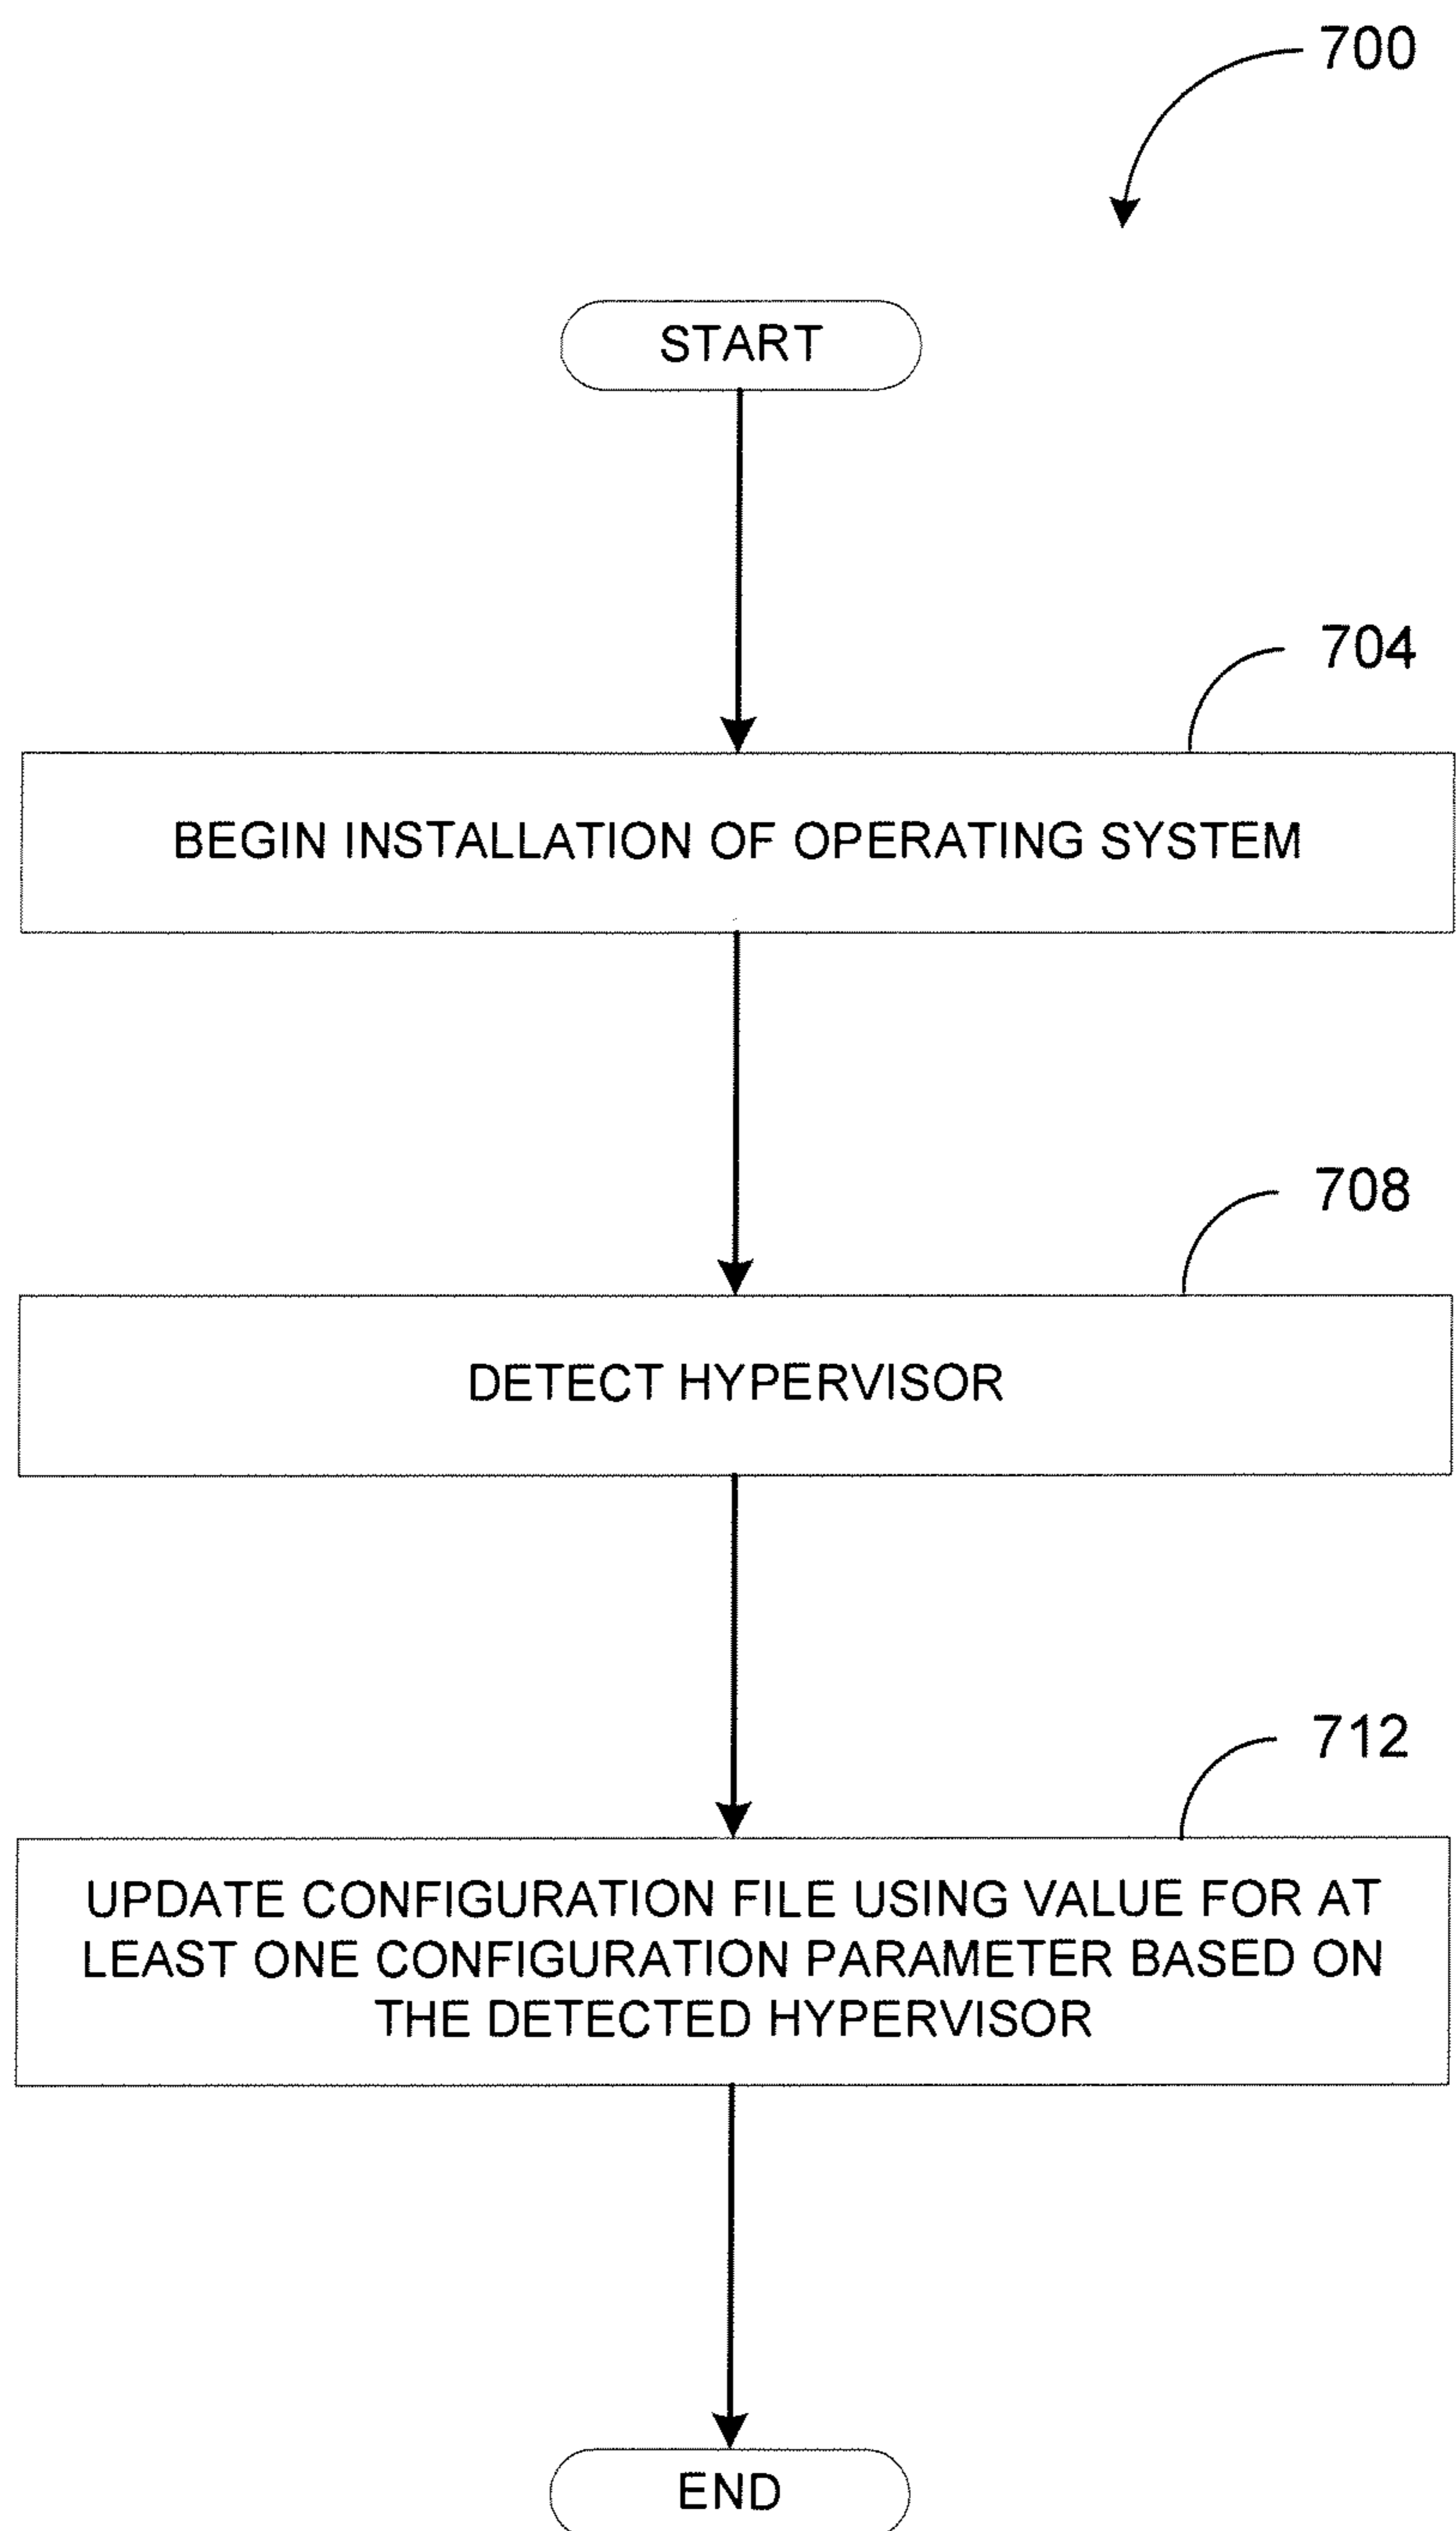 700
START
704
BEGIN INSTALLATION OF OPERATING SYSTEM
708
DETECT HYPERVISOR
712
UPDATE CONFIGURATION FILE USING VALUE FOR AT
LEAST ONE CONFIGURATION PARAMETER BASED ON
THE DETECTED HYPERVISOR
END